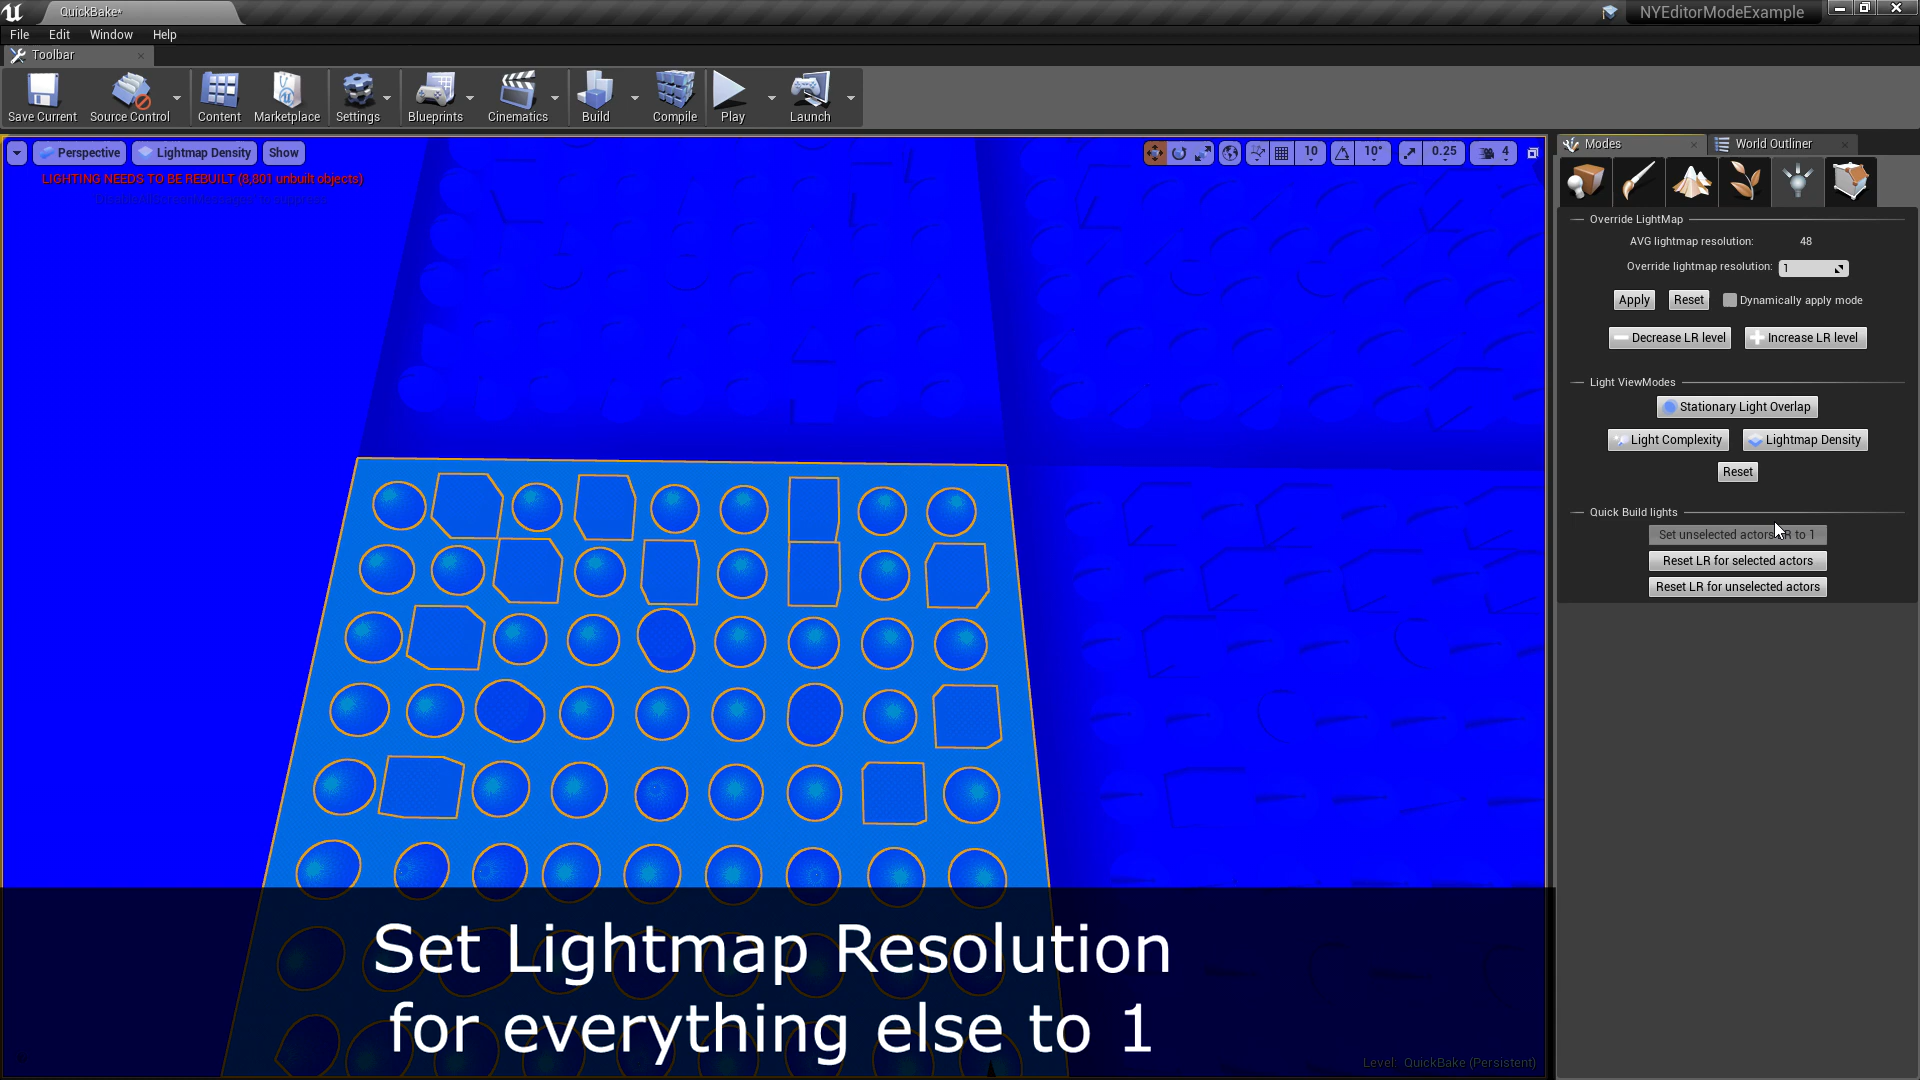 QuickBake*
NYEditorModeExample
File Edit Window Help
Toolbar
Save Current Source Control Content Marketplace Settings Blueprints Cinematics Build Compile Play Launch
Perspective Lightmap Density Show
10 10° 0.25 4
LIGHTING NEEDS TO BE REBUILT (8,801 unbuilt objects)
Modes World Outliner
Override LightMap
AVG lightmap resolution: 48
Override lightmap resolution: 1
Apply Reset Dynamically apply mode
Decrease LR level Increase LR level
Light ViewModes
Stationary Light Overlap
Light Complexity Lightmap Density
Reset
Quick Build lights
Set unselected actors to 1
Reset LR for selected actors
Reset LR for unselected actors
Set Lightmap Resolution
for everything else to 1
Level: QuickBake (Persistent)